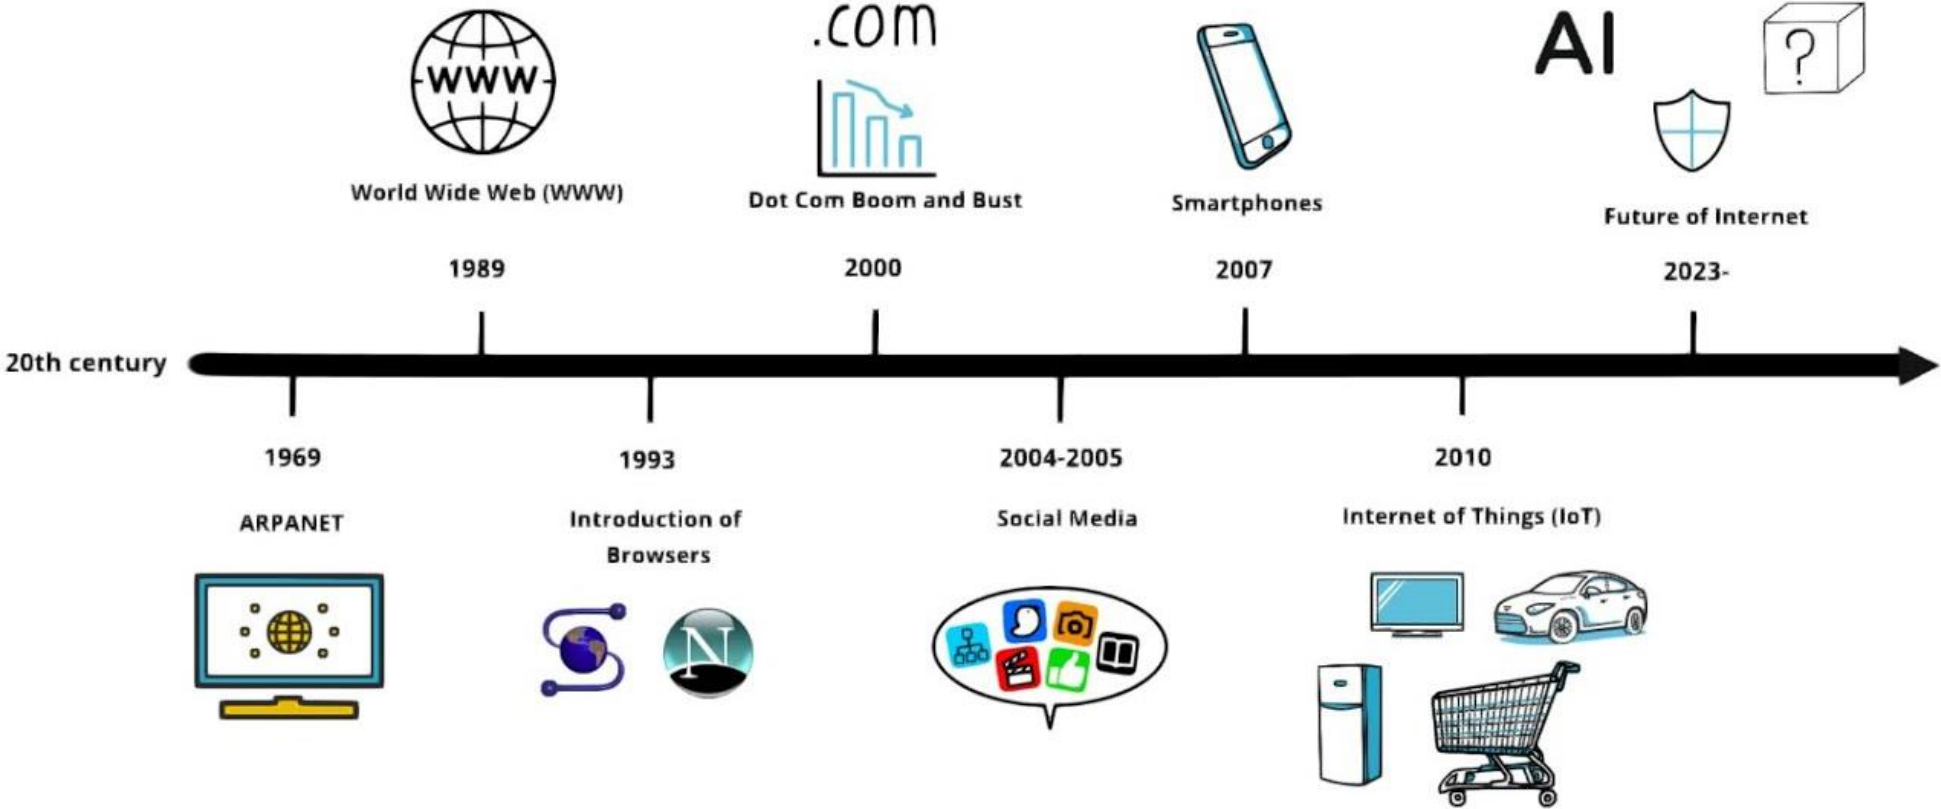 .com
AI
?
WWW
World Wide Web (WWW)
Dot Com Boom and Bust
Smartphones
Future of Internet
1989
2000
2007
2023-
20th century
1969
1993
2004-2005
2010
ARPANET
Introduction of
Browsers
Social Media
Internet of Things (IoT)
N